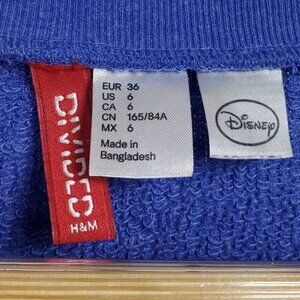 DIVIDED
H&M
EUR 36
US 6
CA 6
CN 165/84A
MX 6
Made in
Bangladesh
Disney